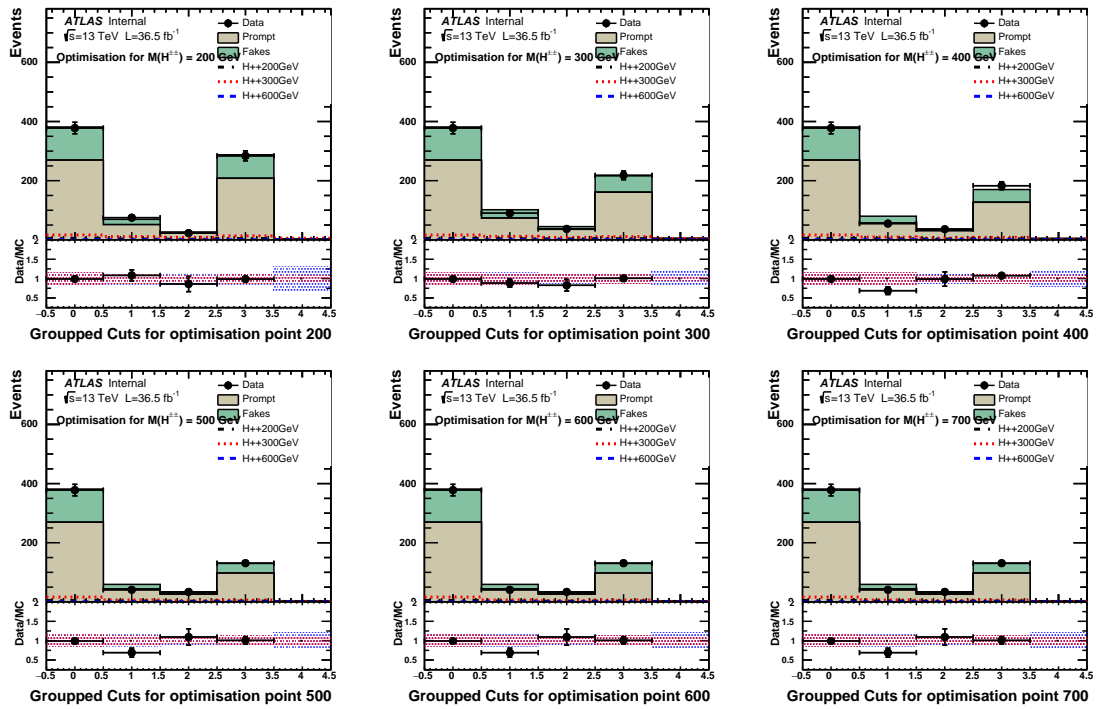 Events
ATLAS Internal
√s=13 TeV L=36.5 fb⁻¹
Optimisation for M(H±±) = 200 GeV
Data
Prompt
Fakes
H++200GeV
H++300GeV
H++600GeV
600
400
200
2
Data/MC
1.5
1
0.5
−0.5 0 0.5 1 1.5 2 2.5 3 3.5 4 4.5
Groupped Cuts for optimisation point 200
Events
ATLAS Internal
√s=13 TeV L=36.5 fb⁻¹
Optimisation for M(H±±) = 300 GeV
Data
Prompt
Fakes
H++200GeV
H++300GeV
H++600GeV
600
400
200
2
Data/MC
1.5
1
0.5
−0.5 0 0.5 1 1.5 2 2.5 3 3.5 4 4.5
Groupped Cuts for optimisation point 300
Events
ATLAS Internal
√s=13 TeV L=36.5 fb⁻¹
Optimisation for M(H±±) = 400 GeV
Data
Prompt
Fakes
H++200GeV
H++300GeV
H++600GeV
600
400
200
2
Data/MC
1.5
1
0.5
−0.5 0 0.5 1 1.5 2 2.5 3 3.5 4 4.5
Groupped Cuts for optimisation point 400
Events
ATLAS Internal
√s=13 TeV L=36.5 fb⁻¹
Optimisation for M(H±±) = 500 GeV
Data
Prompt
Fakes
H++200GeV
H++300GeV
H++600GeV
600
400
200
2
Data/MC
1.5
1
0.5
−0.5 0 0.5 1 1.5 2 2.5 3 3.5 4 4.5
Groupped Cuts for optimisation point 500
Events
ATLAS Internal
√s=13 TeV L=36.5 fb⁻¹
Optimisation for M(H±±) = 600 GeV
Data
Prompt
Fakes
H++200GeV
H++300GeV
H++600GeV
600
400
200
2
Data/MC
1.5
1
0.5
−0.5 0 0.5 1 1.5 2 2.5 3 3.5 4 4.5
Groupped Cuts for optimisation point 600
Events
ATLAS Internal
√s=13 TeV L=36.5 fb⁻¹
Optimisation for M(H±±) = 700 GeV
Data
Prompt
Fakes
H++200GeV
H++300GeV
H++600GeV
600
400
200
2
Data/MC
1.5
1
0.5
−0.5 0 0.5 1 1.5 2 2.5 3 3.5 4 4.5
Groupped Cuts for optimisation point 700